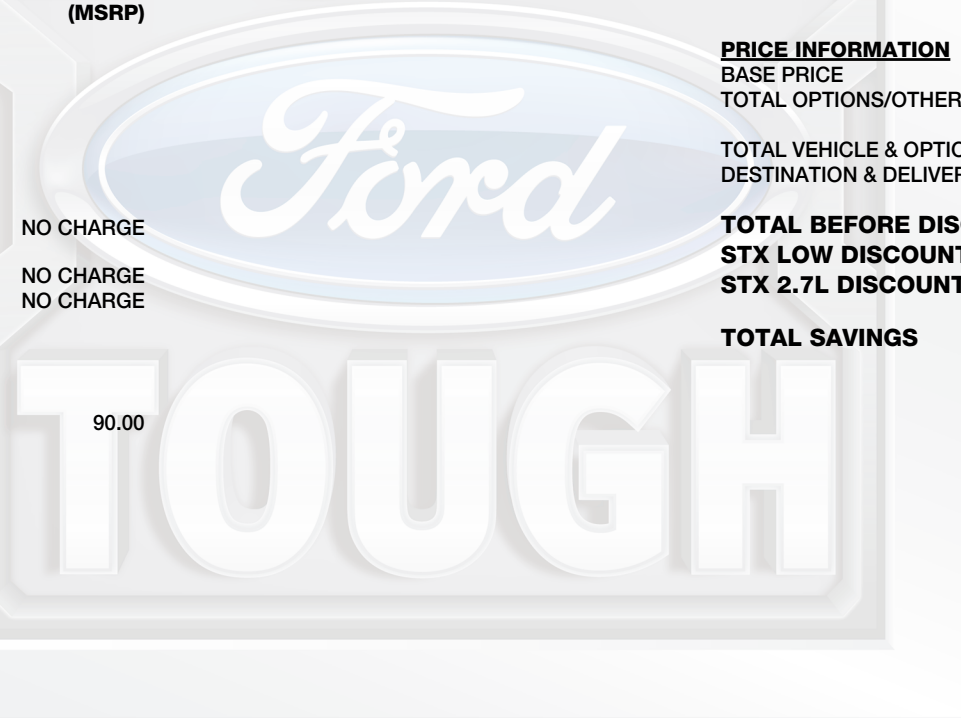 (MSRP)
NO CHARGE
NO CHARGE
NO CHARGE
90.00
PRICE INFORMATION
BASE PRICE
TOTAL OPTIONS/OTHER
TOTAL VEHICLE & OPTIO
DESTINATION & DELIVER
TOTAL BEFORE DIS
STX LOW DISCOUNT
STX 2.7L DISCOUNT
TOTAL SAVINGS
Ford
TOUGH